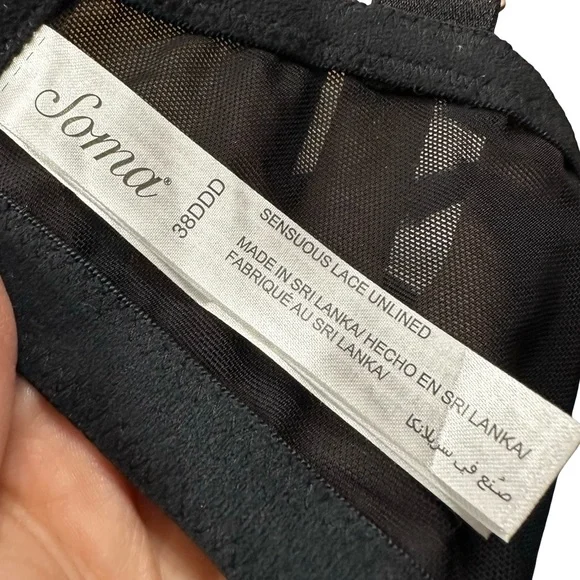 Soma®
38DDD
SENSUOUS LACE UNLINED
MADE IN SRI LANKA/ HECHO EN SRI LANKA/
FABRIQUÉ AU SRI LANKA/
صُنع في سريلانكا